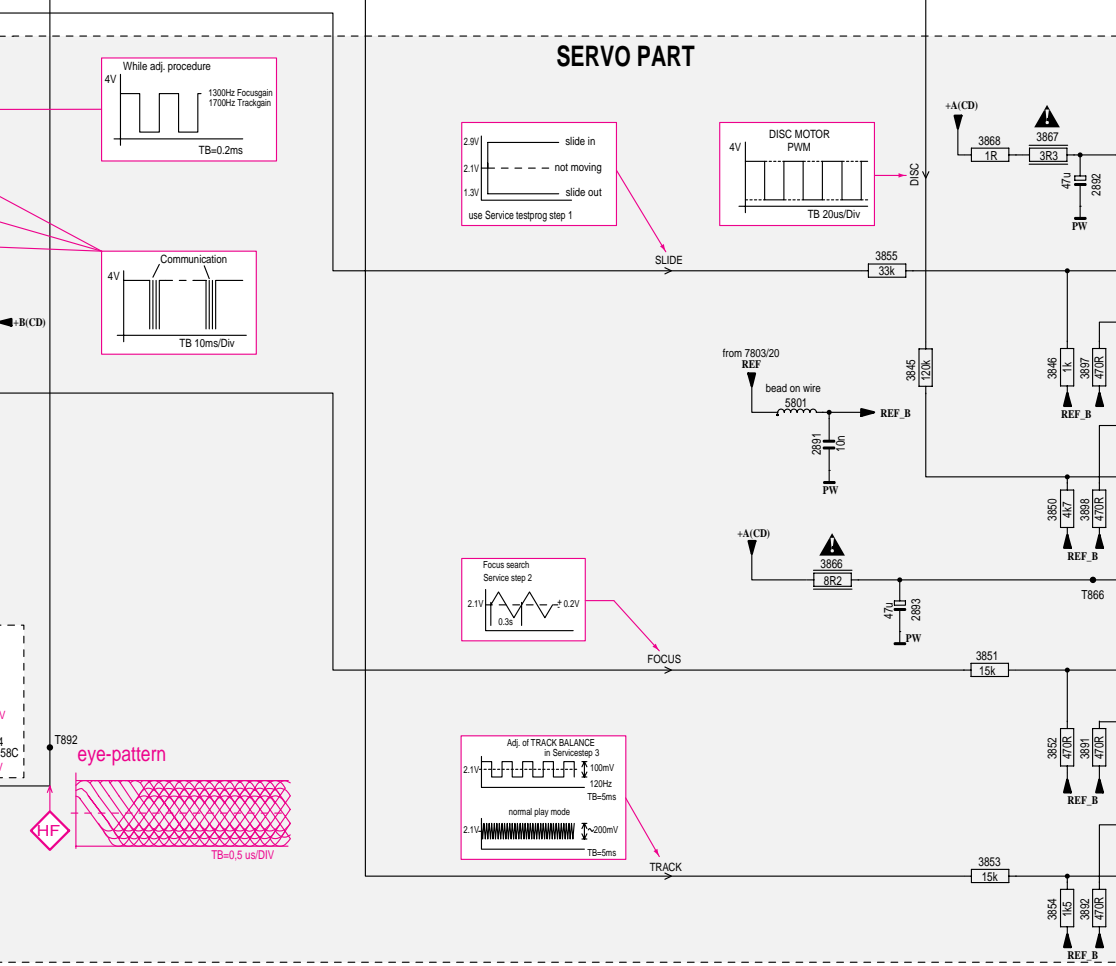 SERVO PART
While adj. procedure
4V
1300Hz Focusgain
1700Hz Trackgain
TB=0.2ms
Communication
4V
TB 10ms/Div
+B(CD)
2.9V
slide in
2.1V
not moving
1.3V
slide out
use Service testprog step 1
DISC MOTOR
PWM
4V
TB 20us/Div
DISC
+A(CD)
3868
1R
3867
3R3
47u
2892
PW
SLIDE
3855
33k
from 7803/20
REF
bead on wire
5801
REF_B
2891
10n
PW
3845
120k
3846
1k
3897
470R
REF_B
3850
4k7
3898
470R
REF_B
+A(CD)
3866
8R2
47u
2893
PW
T866
Focus search
Service step 2
2.1V
± 0.2V
0.3s
FOCUS
3851
15k
3852
470R
3891
470R
REF_B
V
4
58C
V
T892
eye-pattern
HF
TB=0,5 us/DIV
Adj. of TRACK BALANCE
in Servicestep 3
2.1V
100mV
120Hz
TB=5ms
normal play mode
2.1V
~200mV
TB=5ms
TRACK
3853
15k
3854
1k5
3892
470R
REF_B